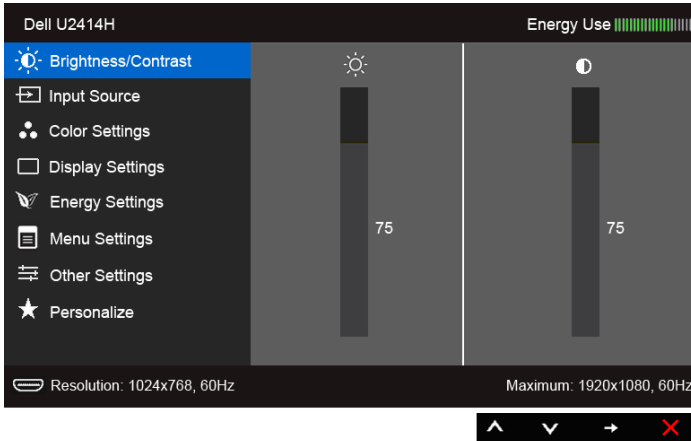 Dell U2414H
Energy Use
Brightness/Contrast
Input Source
Color Settings
Display Settings
Energy Settings
Menu Settings
Other Settings
Personalize
75
75
Resolution: 1024x768, 60Hz
Maximum: 1920x1080, 60Hz